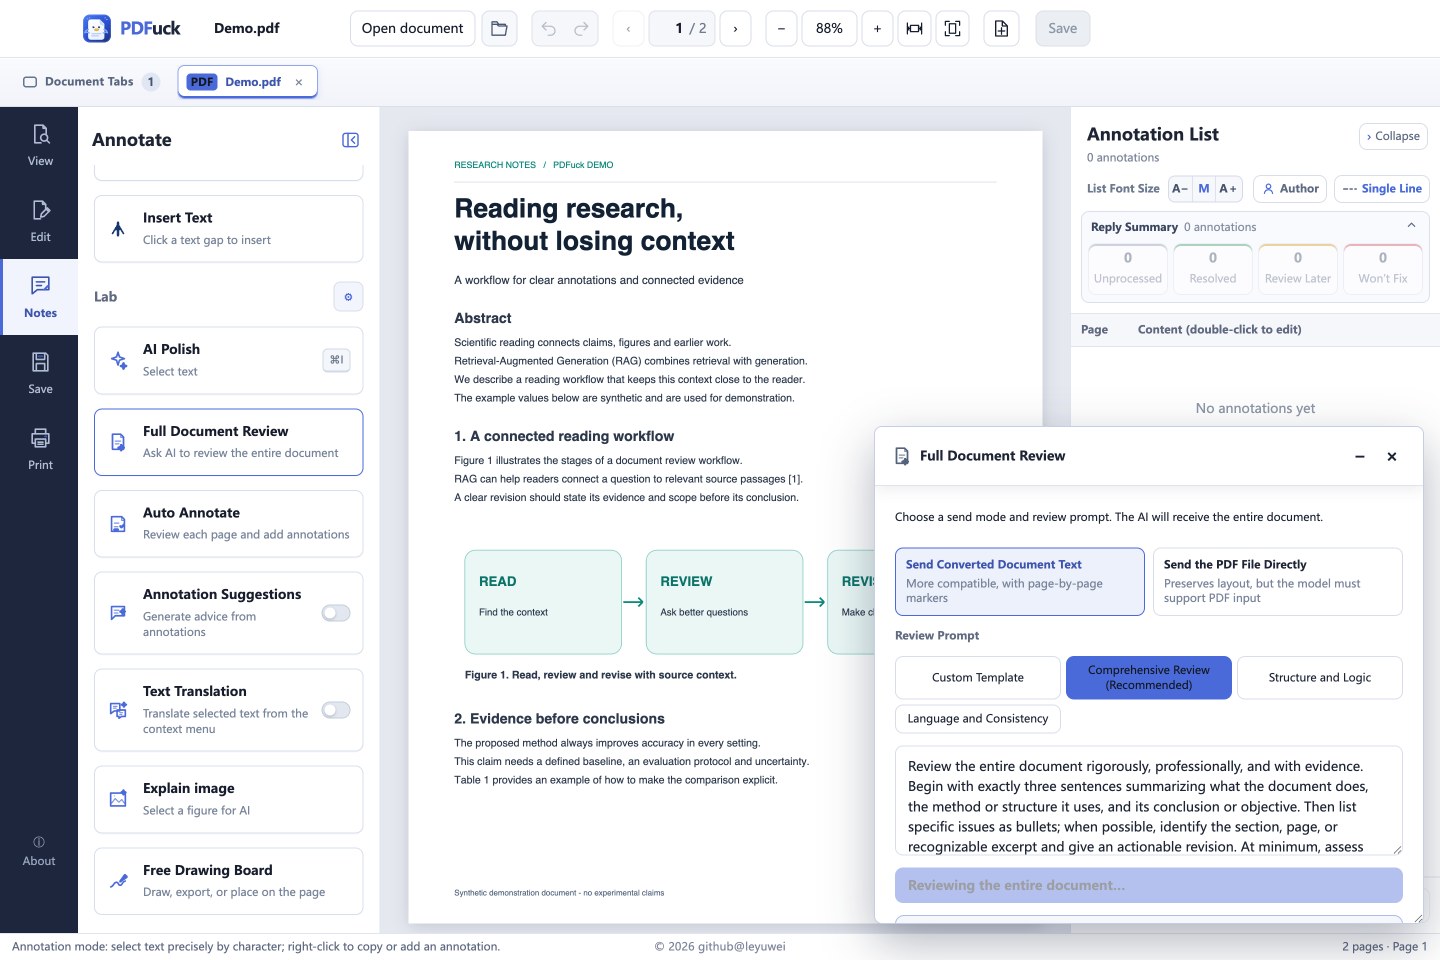 PDFuck
Demo.pdf
Open document
‹
1 / 2
›
−
88%
+
Save
Document Tabs 1
PDF Demo.pdf ×
View
Edit
Notes
Save
Print
About
Annotate
Insert Text
Click a text gap to insert
Lab
AI Polish
Select text
⌘I
Full Document Review
Ask AI to review the entire document
Auto Annotate
Review each page and add annotations
Annotation Suggestions
Generate advice from
annotations
Text Translation
Translate selected text from the
context menu
Explain image
Select a figure for AI
Free Drawing Board
Draw, export, or place on the page
RESEARCH NOTES / PDFuck DEMO
Reading research,
without losing context
A workflow for clear annotations and connected evidence
Abstract
Scientific reading connects claims, figures and earlier work.
Retrieval-Augmented Generation (RAG) combines retrieval with generation.
We describe a reading workflow that keeps this context close to the reader.
The example values below are synthetic and are used for demonstration.
1. A connected reading workflow
Figure 1 illustrates the stages of a document review workflow.
RAG can help readers connect a question to relevant source passages [1].
A clear revision should state its evidence and scope before its conclusion.
READ
Find the context
REVIEW
Ask better questions
Figure 1. Read, review and revise with source context.
2. Evidence before conclusions
The proposed method always improves accuracy in every setting.
This claim needs a defined baseline, an evaluation protocol and uncertainty.
Table 1 provides an example of how to make the comparison explicit.
Synthetic demonstration document - no experimental claims
Annotation List
› Collapse
0 annotations
List Font Size A− M A+ Author Single Line
Reply Summary 0 annotations
0 0 0 0
Unprocessed Resolved Review Later Won't Fix
Page Content (double-click to edit)
No annotations yet
Full Document Review
Choose a send mode and review prompt. The AI will receive the entire document.
Send Converted Document Text
More compatible, with page-by-page
markers
Send the PDF File Directly
Preserves layout, but the model must
support PDF input
Review Prompt
Custom Template
Comprehensive Review
(Recommended)
Structure and Logic
Language and Consistency
Review the entire document rigorously, professionally, and with evidence.
Begin with exactly three sentences summarizing what the document does,
the method or structure it uses, and its conclusion or objective. Then list
specific issues as bullets; when possible, identify the section, page, or
recognizable excerpt and give an actionable revision. At minimum, assess
Reviewing the entire document...
Annotation mode: select text precisely by character; right-click to copy or add an annotation.
© 2026 github@leyuwei
2 pages · Page 1